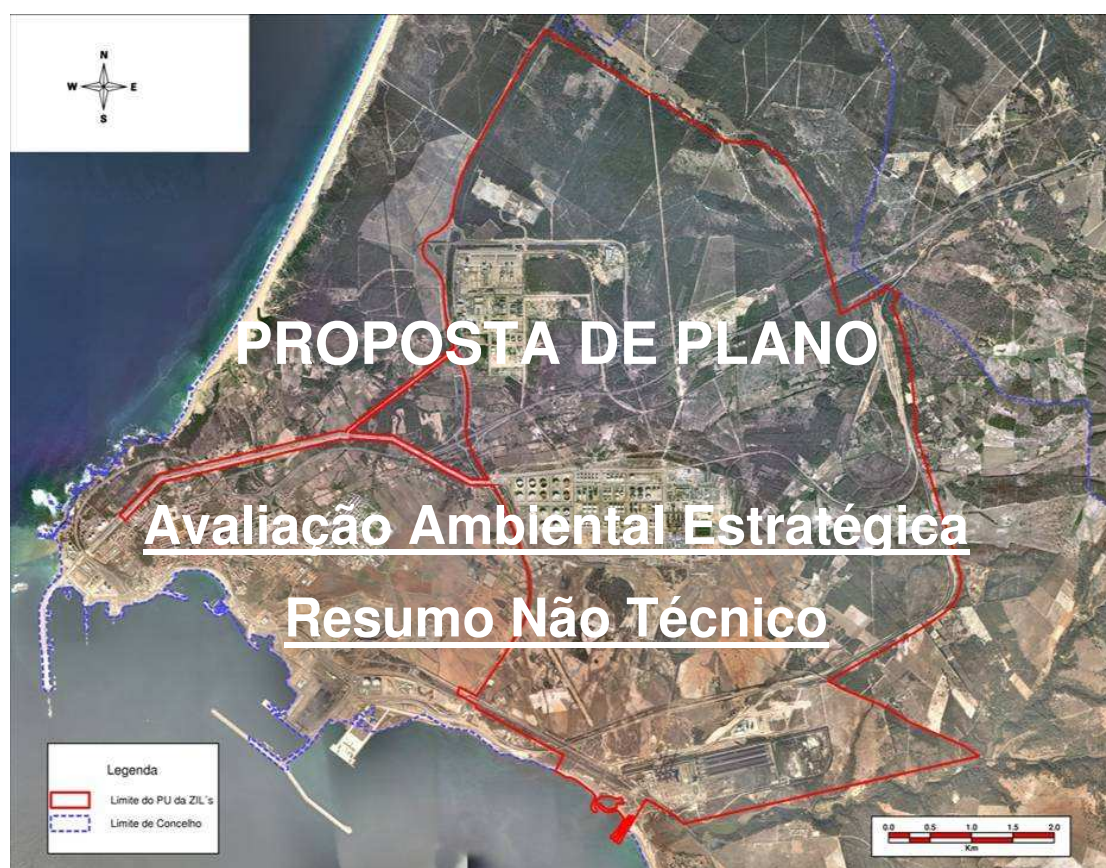 N
W E
S
PROPOSTA DE PLANO
Avaliação Ambiental Estratégica
Resumo Não Técnico
Legenda
Limite do PU da ZIL´s
Limite de Concelho
0.0 0.5 1.0 1.5 2.0
Km